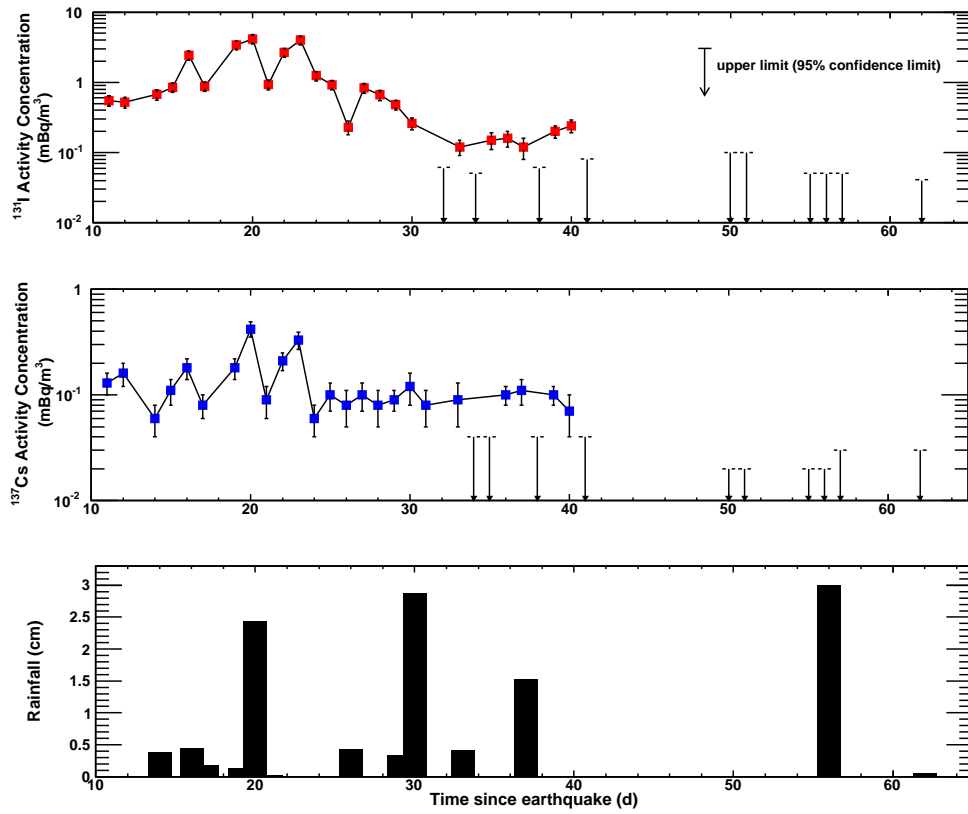 ¹³¹I Activity Concentration
(mBq/m³)
10
1
10⁻¹
10⁻²
upper limit (95% confidence limit)
10 20 30 40 50 60
¹³⁷Cs Activity Concentration
(mBq/m³)
1
10⁻¹
10⁻²
10 20 30 40 50 60
Rainfall (cm)
3
2.5
2
1.5
1
0.5
0
10 20 30 40 50 60
Time since earthquake (d)